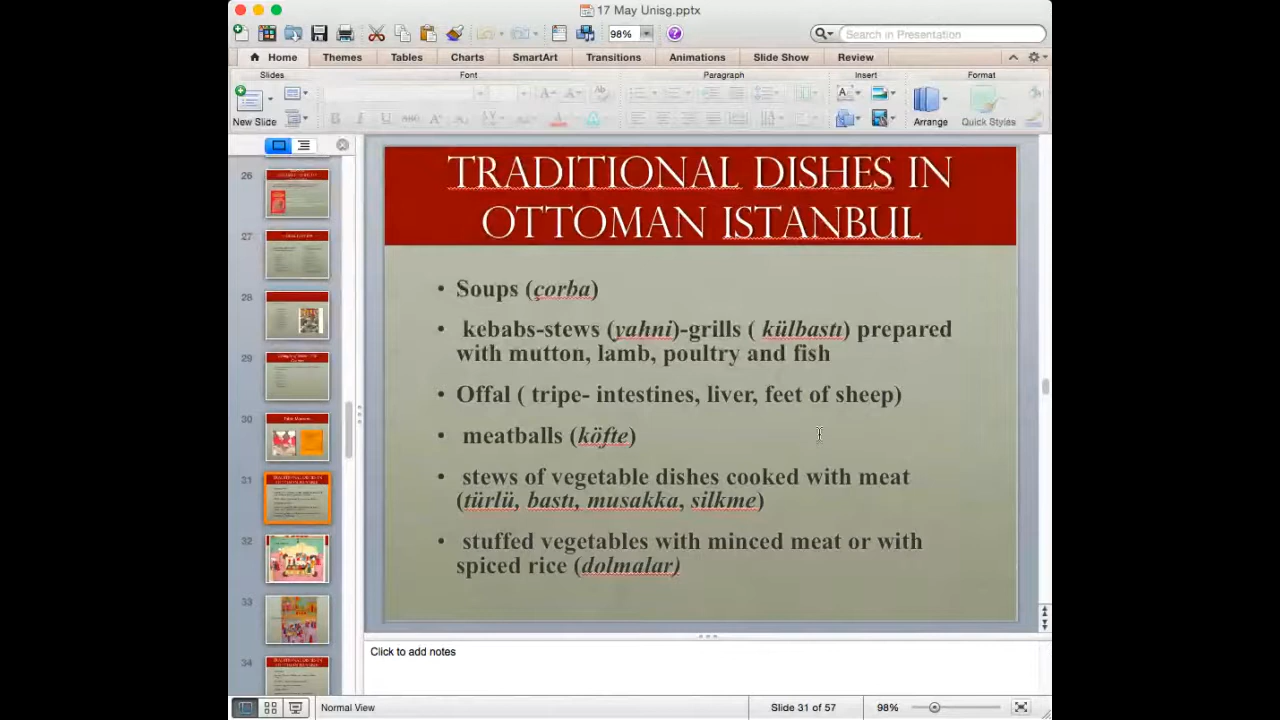 17 May Unisg.pptx
98%
Search in Presentation
Home Themes Tables Charts SmartArt Transitions Animations Slide Show Review
Slides Font Paragraph Insert Format
New Slide Arrange Quick Styles
TRADITIONAL DISHES IN
OTTOMAN ISTANBUL
• Soups (çorba)
• kebabs-stews (yahni)-grills ( külbastı) prepared
with mutton, lamb, poultry and fish
• Offal ( tripe- intestines, liver, feet of sheep)
• meatballs (köfte)
• stews of vegetable dishes cooked with meat
(türlü, bastı, musakka, silkme)
• stuffed vegetables with minced meat or with
spiced rice (dolmalar)
26
27
28
29
30
31
32
33
34
Click to add notes
Normal View Slide 31 of 57 98%